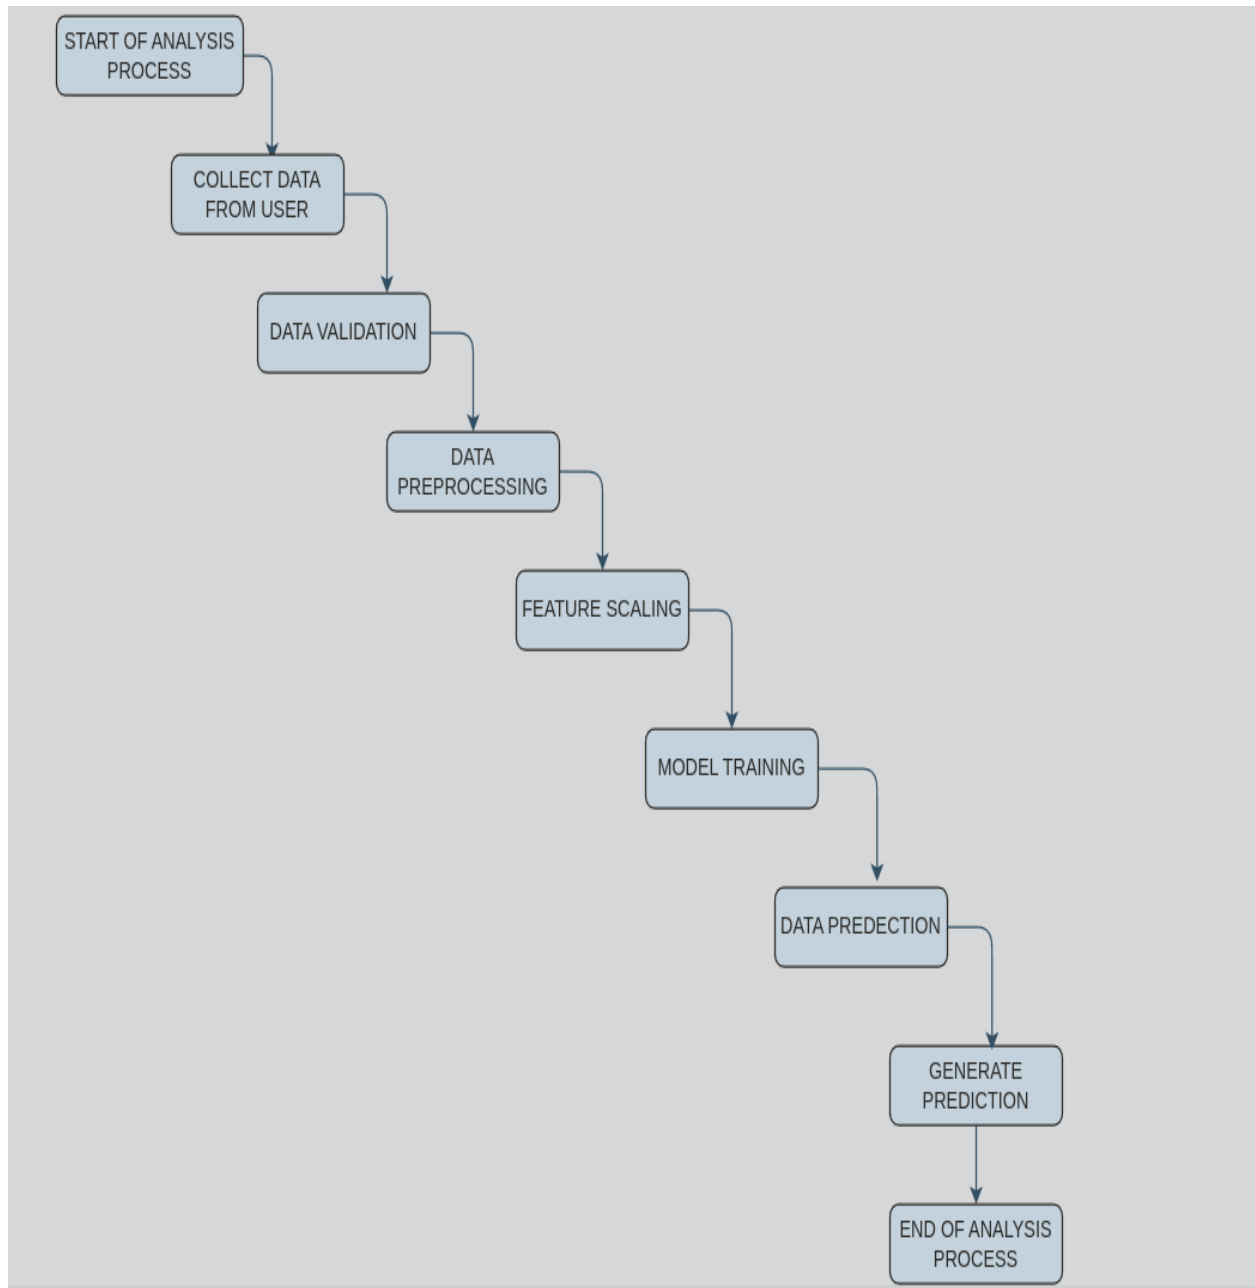 START OF ANALYSIS
PROCESS
COLLECT DATA
FROM USER
DATA VALIDATION
DATA
PREPROCESSING
FEATURE SCALING
MODEL TRAINING
DATA PREDECTION
GENERATE
PREDICTION
END OF ANALYSIS
PROCESS